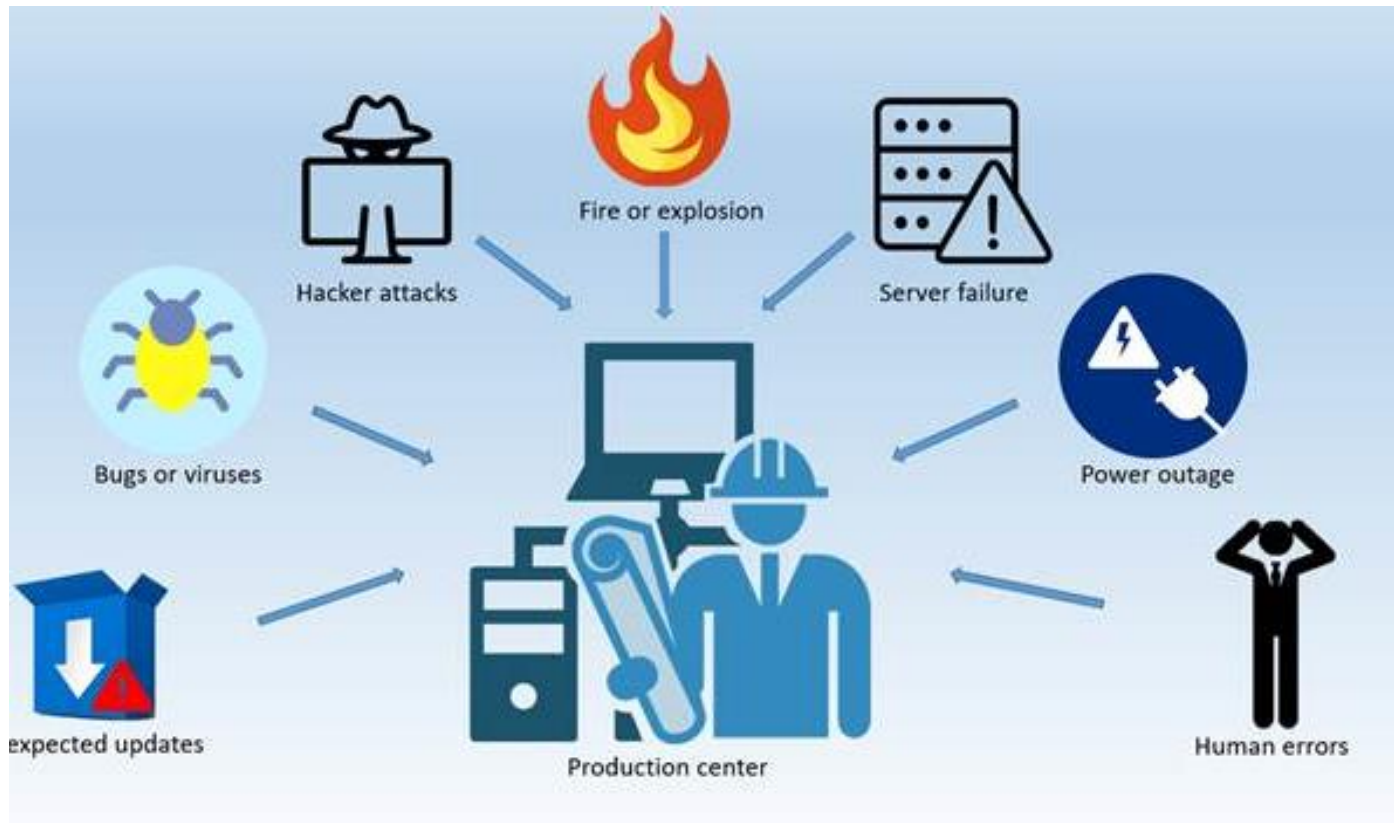 Fire or explosion
Hacker attacks
Server failure
Bugs or viruses
Power outage
expected updates
Human errors
Production center